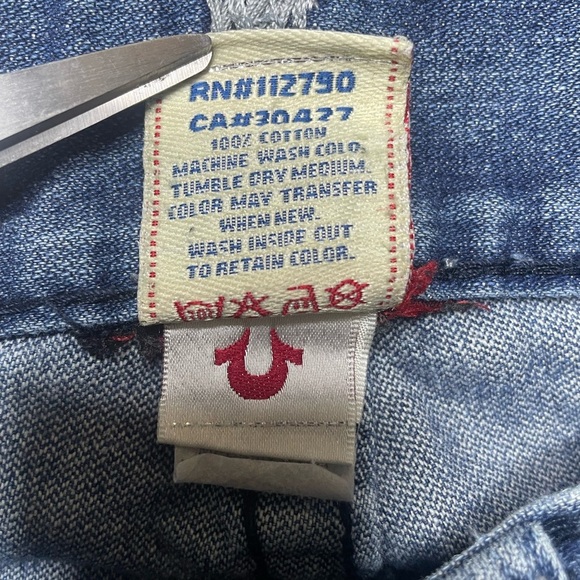 RN#112790
CA#30427
100% COTTON
MACHINE WASH COLD.
TUMBLE DRY MEDIUM.
COLOR MAY TRANSFER
WHEN NEW.
WASH INSIDE OUT
TO RETAIN COLOR.